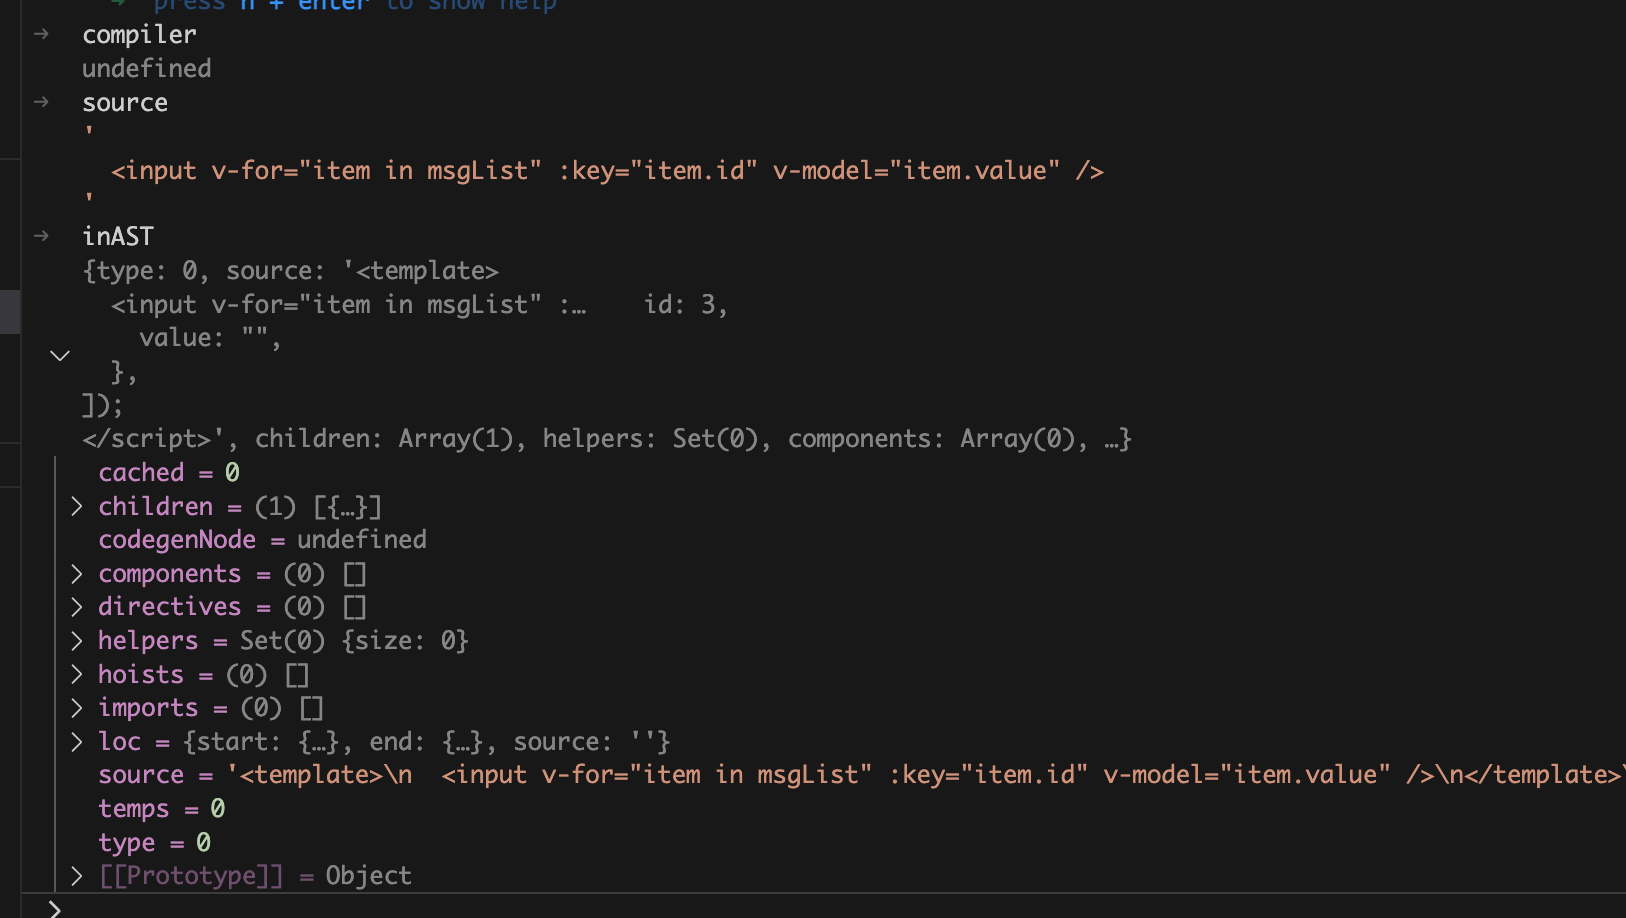 → press h + enter to show help
→ compiler
undefined
→ source
'
<input v-for="item in msgList" :key="item.id" v-model="item.value" />
'
→ inAST
{type: 0, source: '<template>
<input v-for="item in msgList" :…    id: 3,
value: "",
},
]);
</script>', children: Array(1), helpers: Set(0), components: Array(0), …}
cached = 0
> children = (1) [{…}]
codegenNode = undefined
> components = (0) []
> directives = (0) []
> helpers = Set(0) {size: 0}
> hoists = (0) []
> imports = (0) []
> loc = {start: {…}, end: {…}, source: ''}
source = '<template>\n  <input v-for="item in msgList" :key="item.id" v-model="item.value" />\n</template>\
temps = 0
type = 0
> [[Prototype]] = Object
>